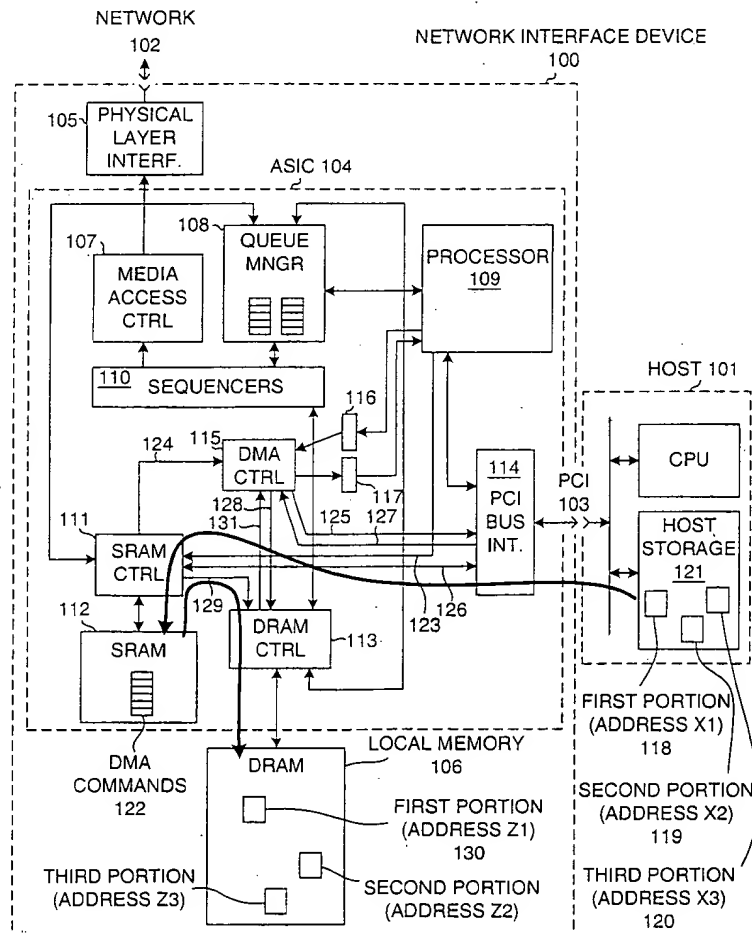 NETWORK
102
NETWORK INTERFACE DEVICE
100
105
PHYSICAL
LAYER
INTERF.
ASIC 104
107
MEDIA
ACCESS
CTRL
108
QUEUE
MNGR
PROCESSOR
109
110 SEQUENCERS
116
HOST 101
124
115
DMA
CTRL
117
114
PCI
BUS
INT.
PCI
103
CPU
128
131
125
127
111
SRAM
CTRL
HOST
STORAGE
121
129
123
126
112
SRAM
DRAM
CTRL
113
DMA
COMMANDS
122
LOCAL MEMORY
106
DRAM
FIRST PORTION
(ADDRESS X1)
118
FIRST PORTION
(ADDRESS Z1)
130
SECOND PORTION
(ADDRESS X2)
119
THIRD PORTION
(ADDRESS Z3)
SECOND PORTION
(ADDRESS Z2)
THIRD PORTION
(ADDRESS X3)
120